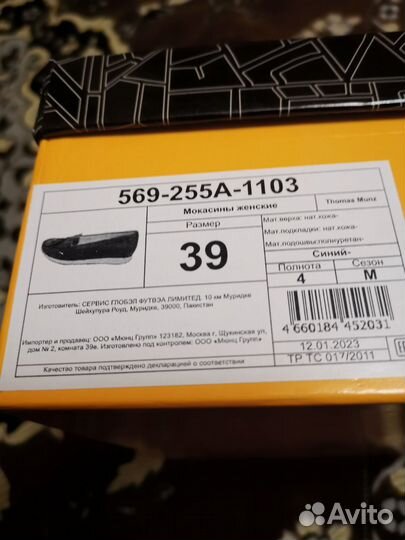 569-255A-1103
Мокасины женские
Thomas Munz
Размер
39
Мат.верха: нат.кожа-
Мат.подкладки: нат. кожа-
Мат.подошвы:полиуретан-
Синий-
Полнота
Сезон
4
М
Изготовитель: СЕРВИС ГЛОБЭЛ ФУТВЭА ЛИМИТЕД. 10 км Муридке
Шейхупура Роуд, Муридке, 39000, Пакистан
4 660184 452031
Импортер и продавец: ООО «Мюнц Групп» 123182, Москва г, Щукинская ул,
дом № 2, комната 39е. Изготовлено под контролем: ООО «Мюнц Групп»
12.01.2023
Качество товара подтверждено декларацией о соответствии
ТР ТС 017/2011
Avito